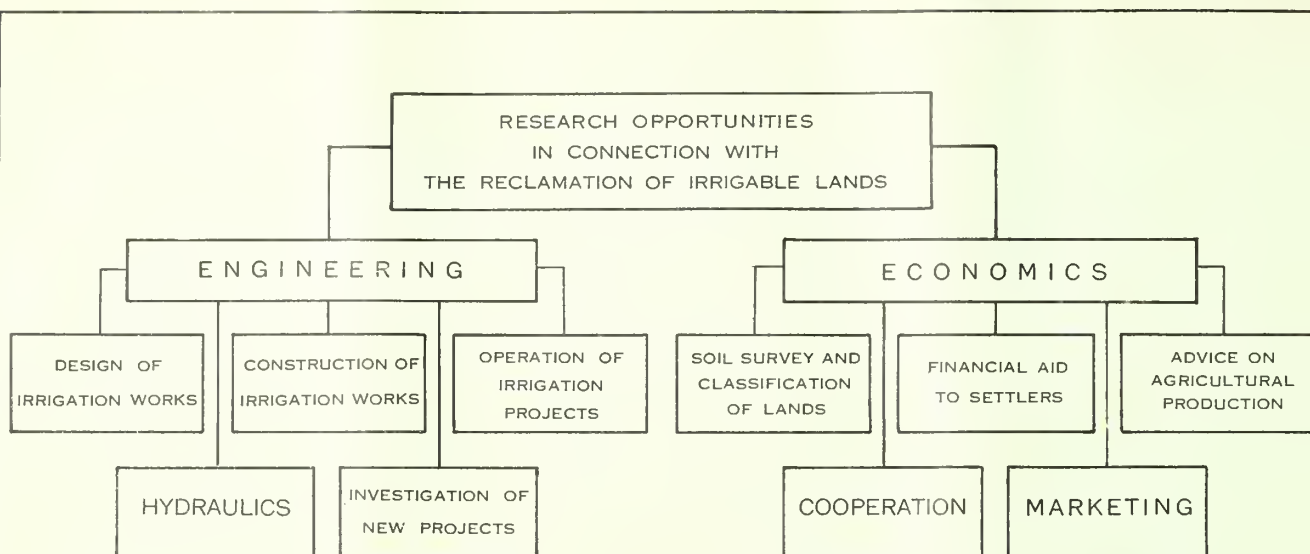 RESEARCH OPPORTUNITIES
IN CONNECTION WITH
THE RECLAMATION OF IRRIGABLE LANDS
ENGINEERING
ECONOMICS
DESIGN OF
IRRIGATION WORKS
CONSTRUCTION OF
IRRIGATION WORKS
OPERATION OF
IRRIGATION
PROJECTS
SOIL SURVEY AND
CLASSIFICATION
OF LANDS
FINANCIAL AID
TO SETTLERS
ADVICE ON
AGRICULTURAL
PRODUCTION
HYDRAULICS
INVESTIGATION OF
NEW PROJECTS
COOPERATION
MARKETING